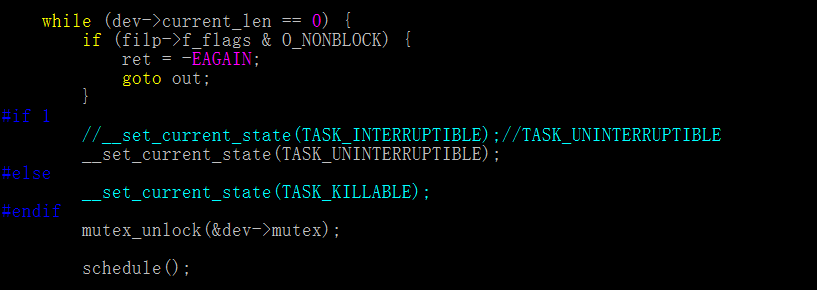 while (dev->current_len == 0) {
if (filp->f_flags & O_NONBLOCK) {
ret = -EAGAIN;
goto out;
}
#if 1
//__set_current_state(TASK_INTERRUPTIBLE);//TASK_UNINTERRUPTIBLE
__set_current_state(TASK_UNINTERRUPTIBLE);
#else
__set_current_state(TASK_KILLABLE);
#endif
mutex_unlock(&dev->mutex);
schedule();